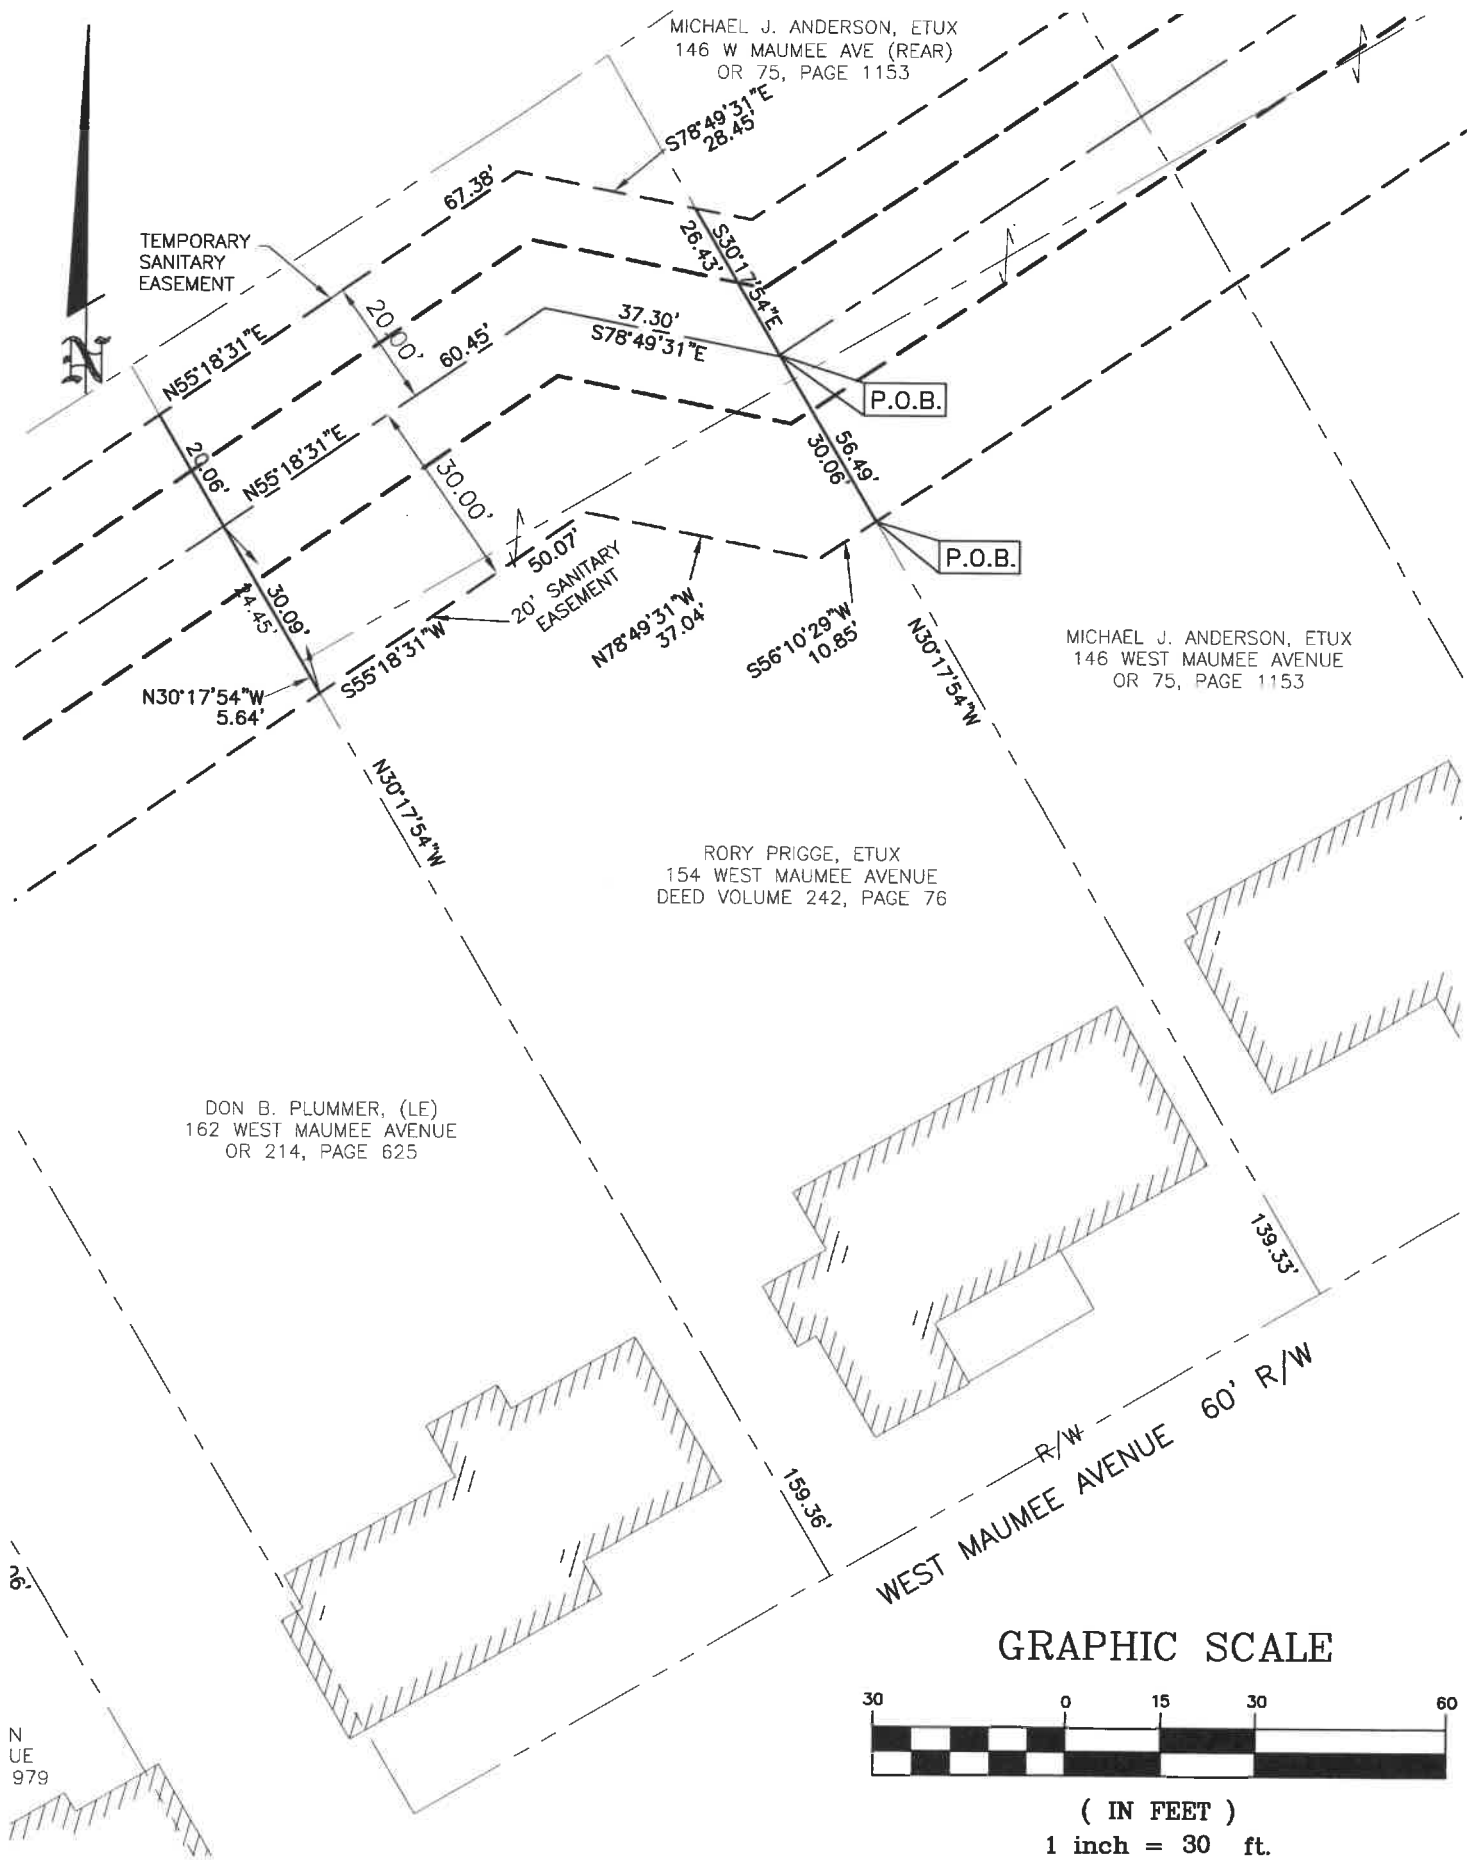 MICHAEL J. ANDERSON, ETUX
146 W MAUMEE AVE (REAR)
OR 75, PAGE 1153
S78°49'31"E
28.45'
67.38'
TEMPORARY
SANITARY
EASEMENT
S30°17'54"E
26.43'
N
20.00'
37.30'
S78°49'31"E
60.45'
N55°18'31"E
P.O.B.
20.06'
N55°18'31"E
30.00'
56.49'
30.06'
50.07'
20' SANITARY
EASEMENT
P.O.B.
30.09'
24.45'
N78°49'31"W
37.04'
S56°10'29"W
10.85'
S55°18'31"W
N30°17'54"W
5.64'
N30°17'54"W
MICHAEL J. ANDERSON, ETUX
146 WEST MAUMEE AVENUE
OR 75, PAGE 1153
N30°17'54"W
RORY PRIGGE, ETUX
154 WEST MAUMEE AVENUE
DEED VOLUME 242, PAGE 76
DON B. PLUMMER, (LE)
162 WEST MAUMEE AVENUE
OR 214, PAGE 625
139.33'
159.36'
R/W
WEST MAUMEE AVENUE 60' R/W
N
UE
979
GRAPHIC SCALE
30 0 15 30 60
( IN FEET )
1 inch = 30 ft.